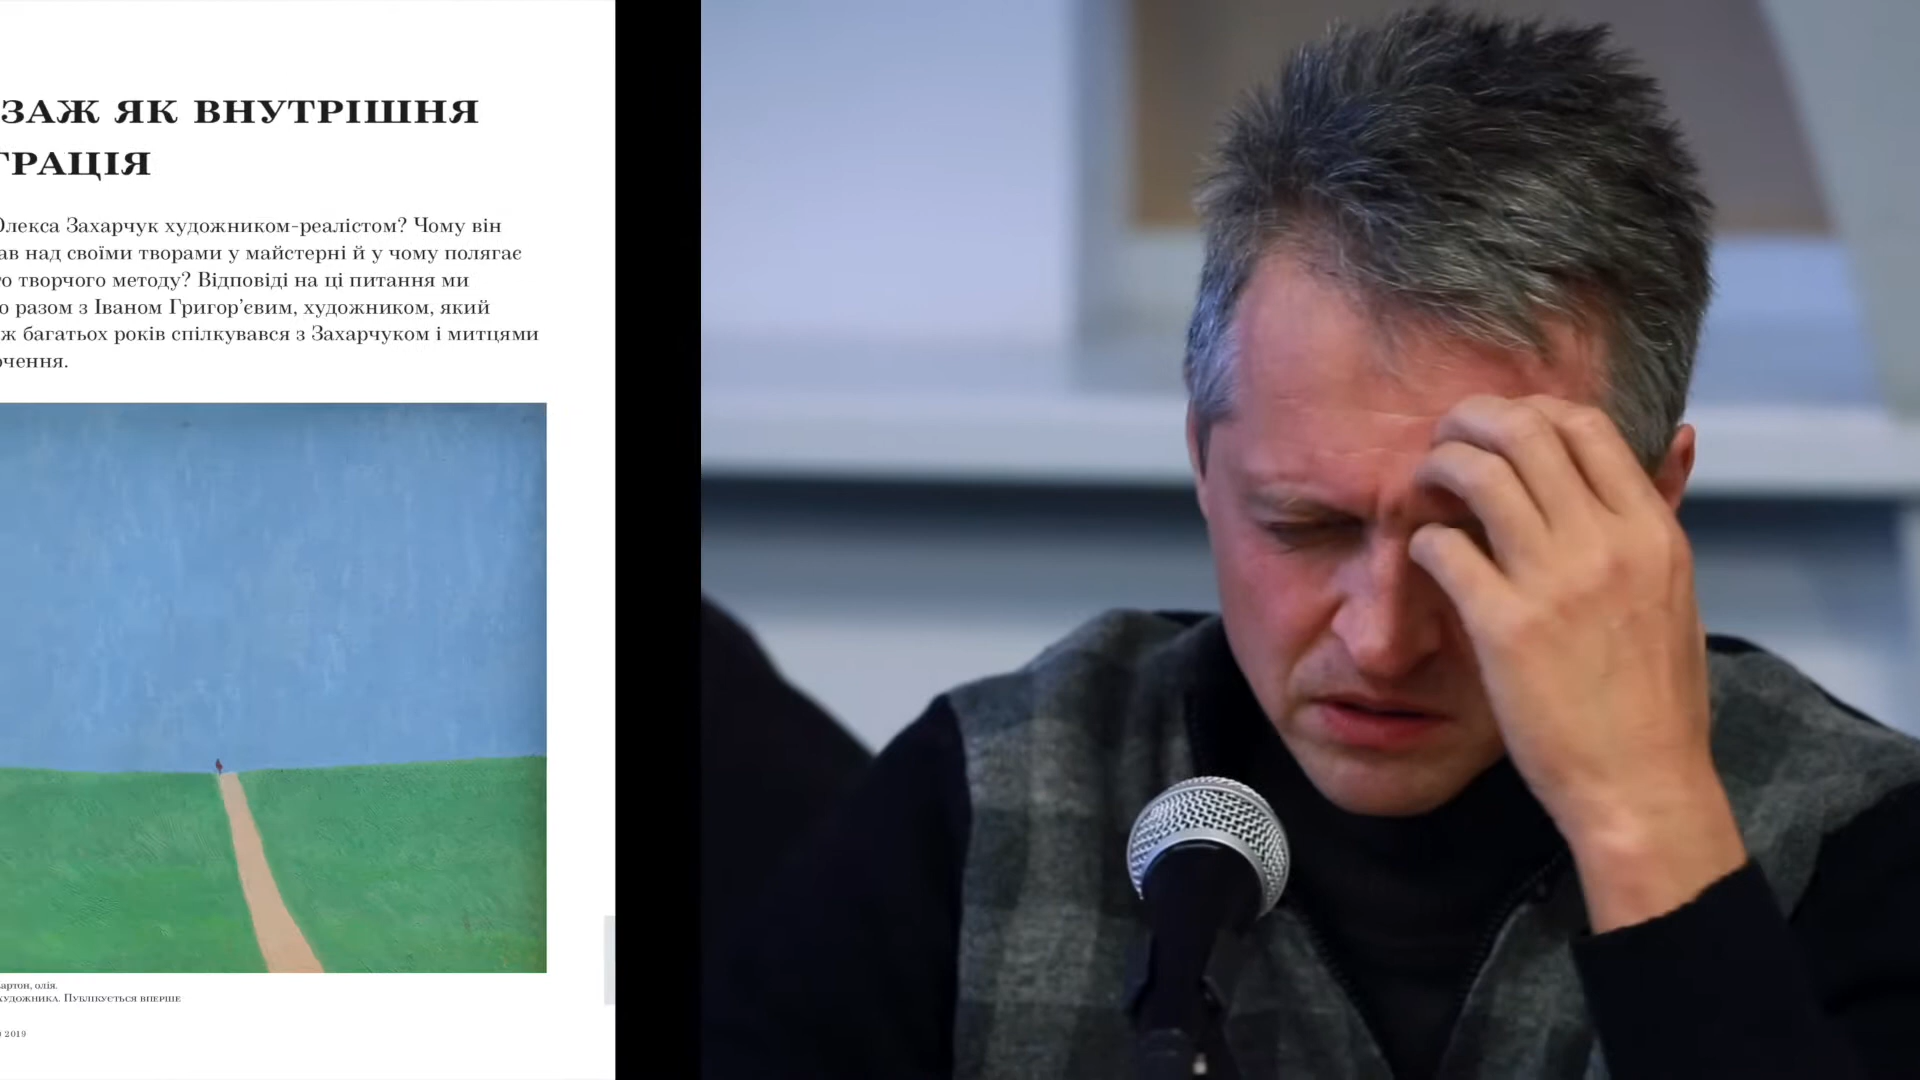 ЗАЖ ЯК ВНУТРІШНЯ
ГРАЦІЯ
Олекса Захарчук художником-реалістом? Чому він
ав над своїми творами у майстерні й у чому полягає
о творчого методу? Відповіді на ці питання ми
о разом з Іваном Григор’євим, художником, який
ж багатьох років спілкувався з Захарчуком і митцями
очення.
артон, олія.
художника. Публікується вперше
2019